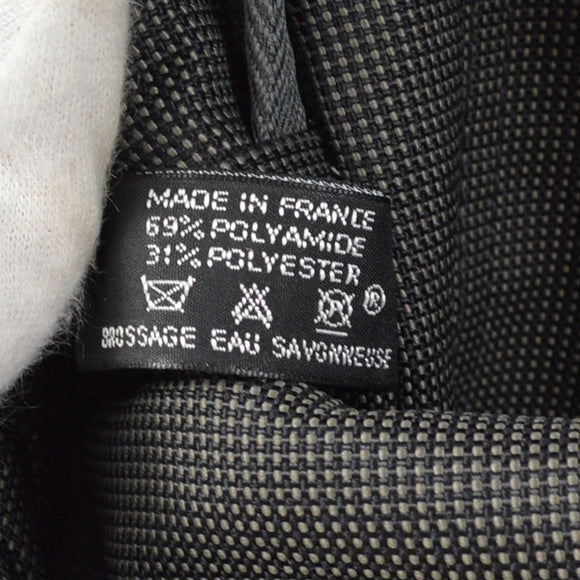 MADE IN FRANCE
69% POLYAMIDE
31% POLYESTER
®
BROSSAGE EAU SAVONNEUSE